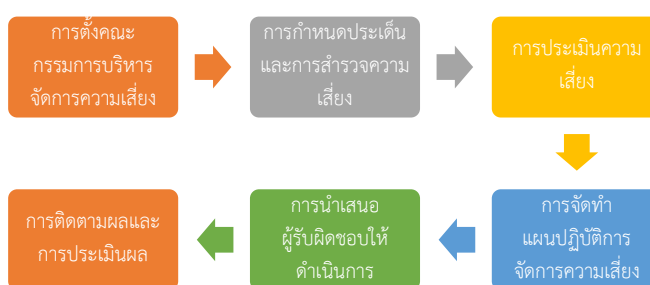 การตั้งคณะ
กรรมการบริหาร
จัดการความเสี่ยง
การกำหนดประเด็น
และการสำรวจความ
เสี่ยง
การประเมินความ
เสี่ยง
การจัดทำ
แผนปฏิบัติการ
จัดการความเสี่ยง
การนำเสนอ
ผู้รับผิดชอบให้
ดำเนินการ
การติดตามผลและ
การประเมินผล